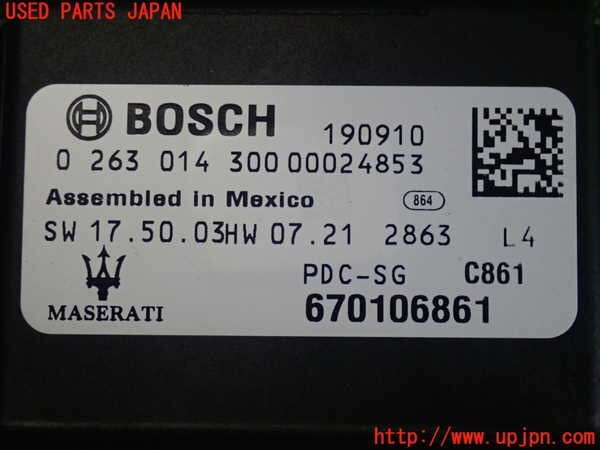 USED PARTS JAPAN
BOSCH 190910
0 263 014 300 00024853
Assembled in Mexico 864
SW 17.50.03HW 07.21 2863 L4
PDC-SG C861
MASERATI 670106861
http://www.upjpn.com